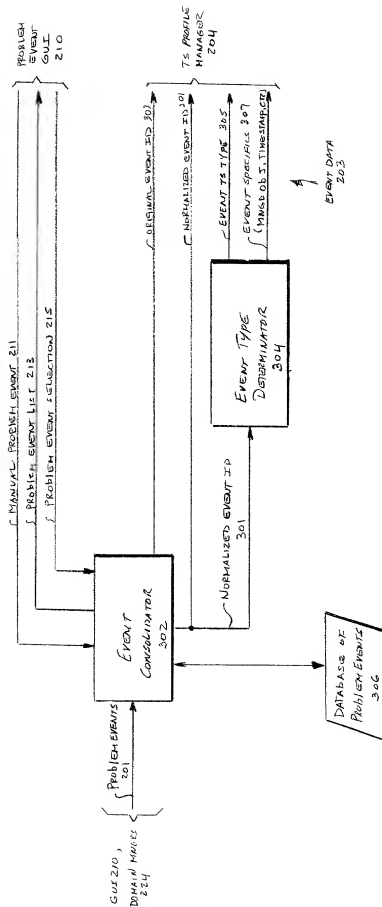 PROBLEM
EVENT
GUI
210
MANUAL PROBLEM EVENT 211
PROBLEM EVENT LIST 213
PROBLEM EVENT SELECTION 215
GUI 210,
DOMAIN MNGRS
224
PROBLEM EVENTS
201
EVENT
CONSOLIDATOR
302
ORIGINAL EVENT ID 303
NORMALIZED EVENT ID 301
TS PROFILE
MANAGER
204
NORMALIZED EVENT ID
301
EVENT TYPE
DETERMINATOR
304
EVENT TS TYPE 305
EVENT SPECIFICS 307
(MNGD OBJ, TIMESTAMP, ETC)
EVENT DATA
203
DATABASE OF
PROBLEM EVENTS
306